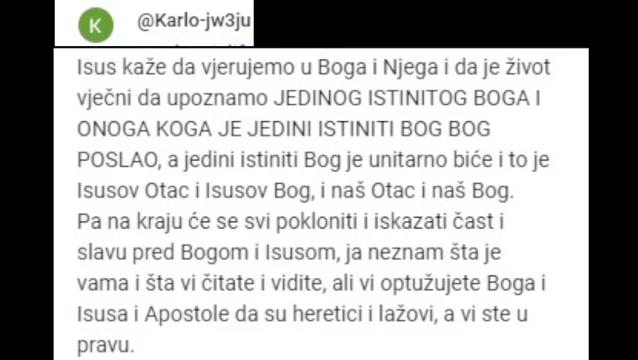 K
@Karlo-jw3ju
Isus kaže da vjerujemo u Boga i Njega i da je život
vječni da upoznamo JEDINOG ISTINITOG BOGA I
ONOGA KOGA JE JEDINI ISTINITI BOG BOG
POSLAO, a jedini istiniti Bog je unitarno biće i to je
Isusov Otac i Isusov Bog, i naš Otac i naš Bog.
Pa na kraju će se svi pokloniti i iskazati čast i
slavu pred Bogom i Isusom, ja neznam šta je
vama i šta vi čitate i vidite, ali vi optužujete Boga i
Isusa i Apostole da su heretici i lažovi, a vi ste u
pravu.